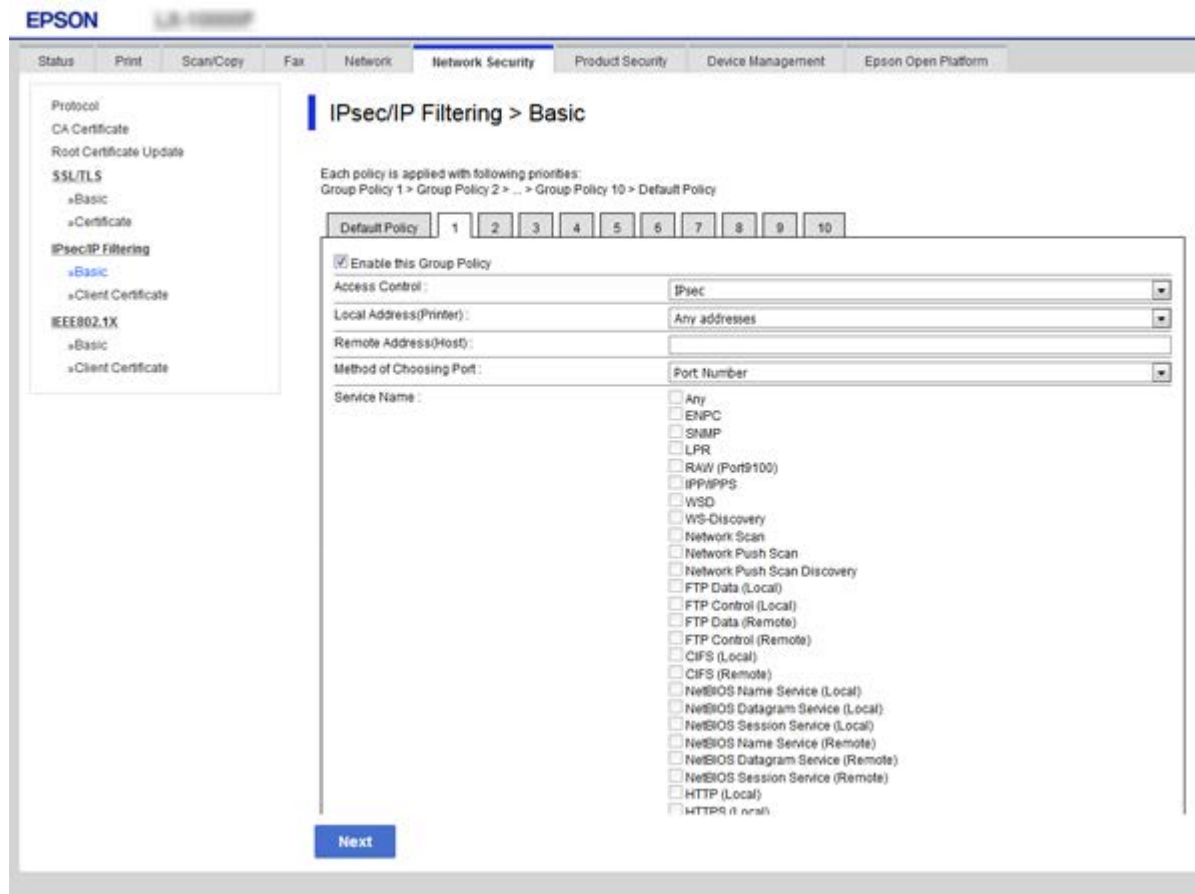 EPSON
Status Print Scan/Copy Fax Network Network Security Product Security Device Management Epson Open Platform
Protocol
CA Certificate
Root Certificate Update
SSL/TLS
»Basic
»Certificate
IPsec/IP Filtering
»Basic
»Client Certificate
IEEE802.1X
»Basic
»Client Certificate
IPsec/IP Filtering > Basic
Each policy is applied with following priorities:
Group Policy 1 > Group Policy 2 > ... > Group Policy 10 > Default Policy
Default Policy 1 2 3 4 5 6 7 8 9 10
Enable this Group Policy
Access Control : IPsec
Local Address(Printer) : Any addresses
Remote Address(Host) :
Method of Choosing Port : Port Number
Service Name :
Any
ENPC
SNMP
LPR
RAW (Port9100)
IPP/IPPS
WSD
WS-Discovery
Network Scan
Network Push Scan
Network Push Scan Discovery
FTP Data (Local)
FTP Control (Local)
FTP Data (Remote)
FTP Control (Remote)
CIFS (Local)
CIFS (Remote)
NetBIOS Name Service (Local)
NetBIOS Datagram Service (Local)
NetBIOS Session Service (Local)
NetBIOS Name Service (Remote)
NetBIOS Datagram Service (Remote)
NetBIOS Session Service (Remote)
HTTP (Local)
HTTPS (Local)
Next